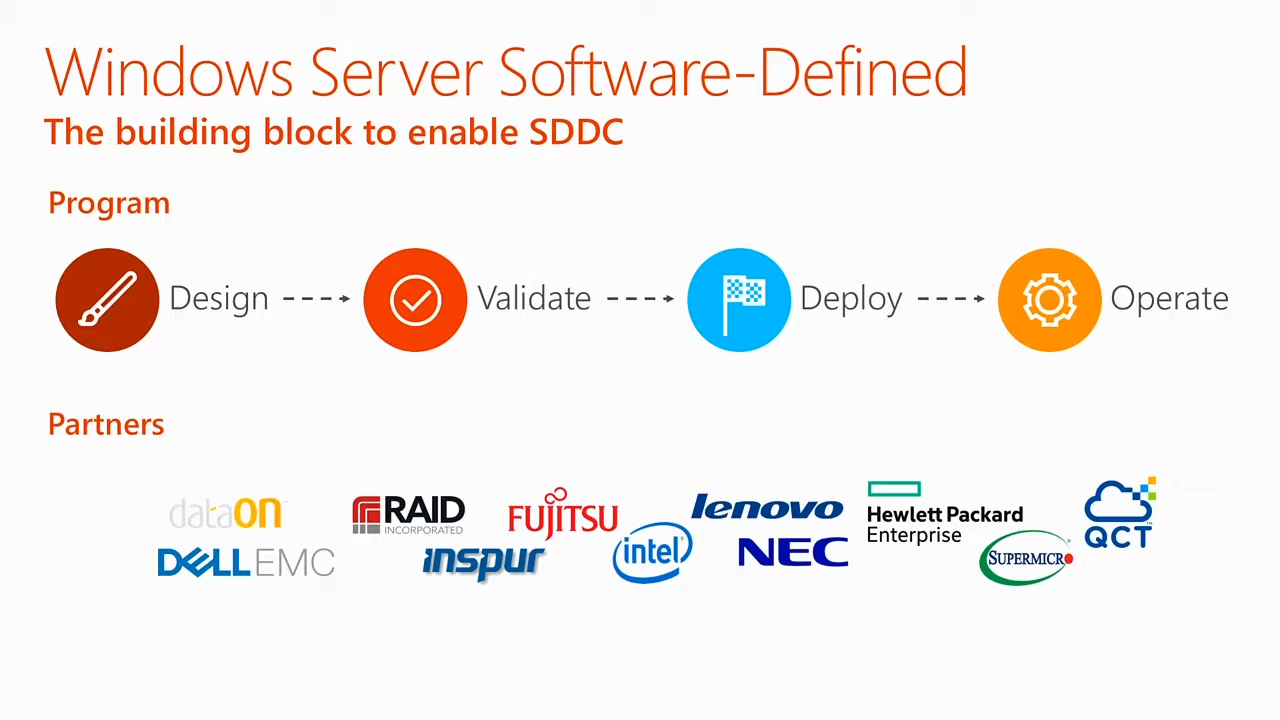 Windows Server Software-Defined
The building block to enable SDDC
Program
Design
Validate
Deploy
Operate
Partners
dataON
RAID
INCORPORATED
FUJITSU
lenovo
Hewlett Packard
Enterprise
QCT
DELLEMC
inspur
intel
NEC
SUPERMICRO